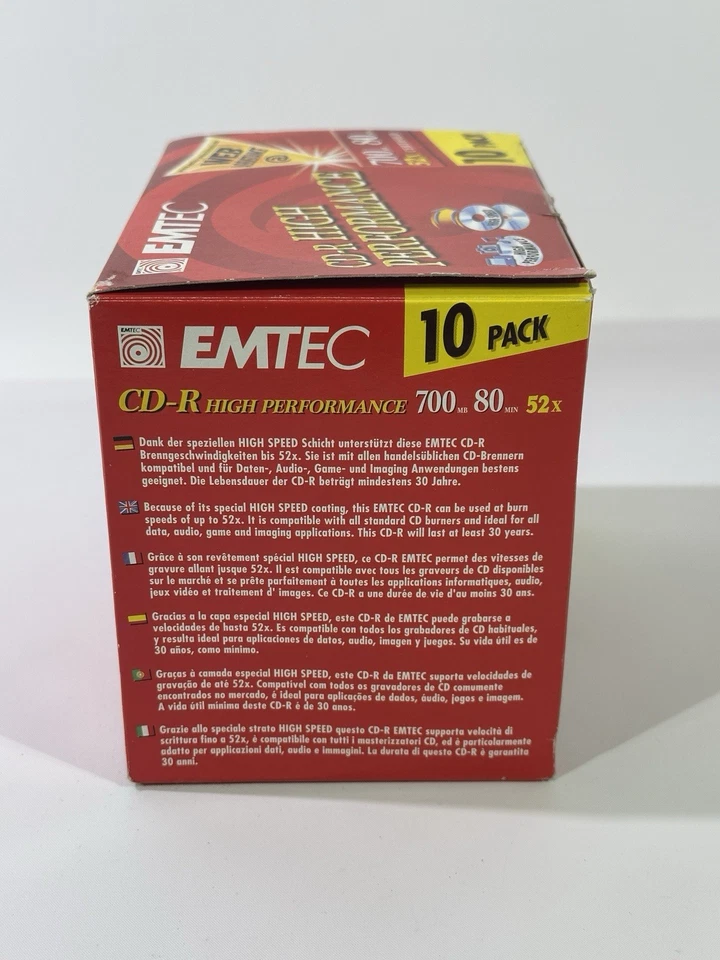 WEB
EMTEC
CD-R HIGH
PERFORMANCE
700 80
52x
10 PACK
EMTEC
EMTEC
10 PACK
CD-R HIGH PERFORMANCE 700 MB 80 MIN 52x
Dank der speziellen HIGH SPEED Schicht unterstützt diese EMTEC CD-R
Brenngeschwindigkeiten bis 52x. Sie ist mit allen handelsüblichen CD-Brennern
kompatibel und für Daten-, Audio-, Game- und Imaging Anwendungen bestens
geeignet. Die Lebensdauer der CD-R beträgt mindestens 30 Jahre.
Because of its special HIGH SPEED coating, this EMTEC CD-R can be used at burn
speeds of up to 52x. It is compatible with all standard CD burners and ideal for all
data, audio, game and imaging applications. This CD-R will last at least 30 years.
Grâce à son revêtement spécial HIGH SPEED, ce CD-R EMTEC permet des vitesses de
gravure allant jusque 52x. Il est compatible avec tous les graveurs de CD disponibles
sur le marché et se prête parfaitement à toutes les applications informatiques, audio,
jeux vidéo et traitement d' images. Ce CD-R a une durée de vie d'au moins 30 ans.
Gracias a la capa especial HIGH SPEED, este CD-R de EMTEC puede grabarse a
velocidades de hasta 52x. Es compatible con todos los grabadores de CD habituales,
y resulta ideal para aplicaciones de datos, audio, imagen y juegos. Su vida útil es de
30 años, como mínimo.
Graças à camada especial HIGH SPEED, este CD-R da EMTEC suporta velocidades de
gravação de até 52x. Compatível com todos os gravadores de CD comumente
encontrados no mercado, é ideal para aplicações de dados, áudio, jogos e imagem.
A vida útil mínima deste CD-R é de 30 anos.
Grazie allo speciale strato HIGH SPEED questo CD-R EMTEC supporta velocità di
scrittura fino a 52x, è compatibile con tutti i masterizzatori CD, ed è particolarmente
adatto per applicazioni dati, audio e immagini. La durata di questo CD-R è garantita
30 anni.